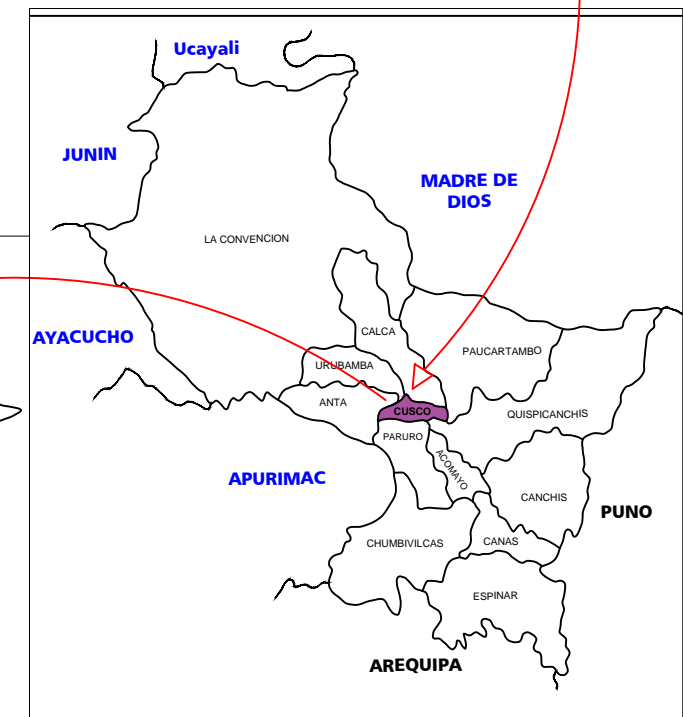 Ucayali
JUNIN
MADRE DE
DIOS
LA CONVENCION
AYACUCHO
CALCA
PAUCARTAMBO
URUBAMBA
ANTA
CUSCO
QUISPICANCHIS
PARURO
ACOMAYO
APURIMAC
CANCHIS
PUNO
CHUMBIVILCAS
CANAS
ESPINAR
AREQUIPA